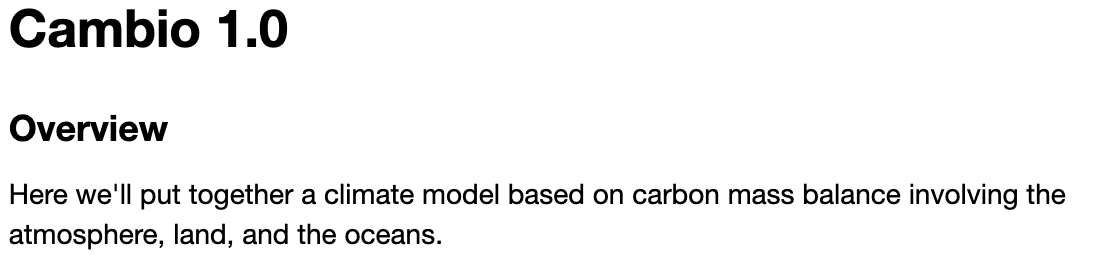 Cambio 1.0
Overview
Here we'll put together a climate model based on carbon mass balance involving the
atmosphere, land, and the oceans.